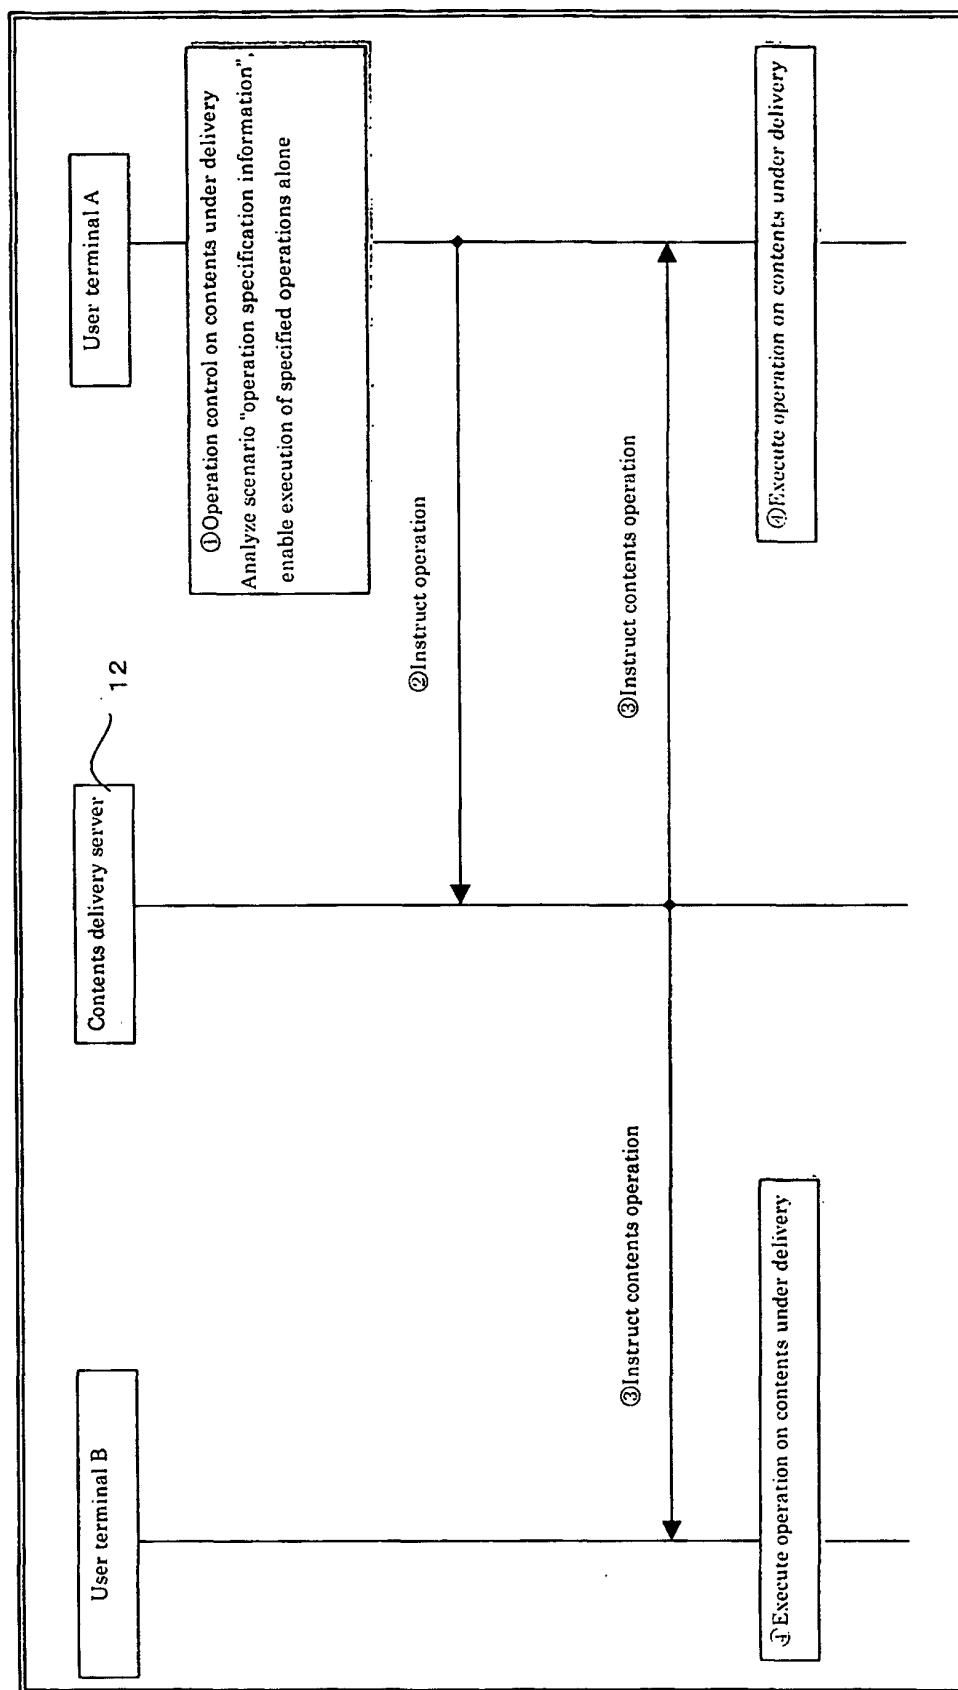 User terminal B
Contents delivery server
12
User terminal A
①Operation control on contents under delivery
Analyze scenario "operation specification information",
enable execution of specified operations alone
②Instruct operation
③Instruct contents operation
③Instruct contents operation
④Execute operation on contents under delivery
④Execute operation on contents under delivery